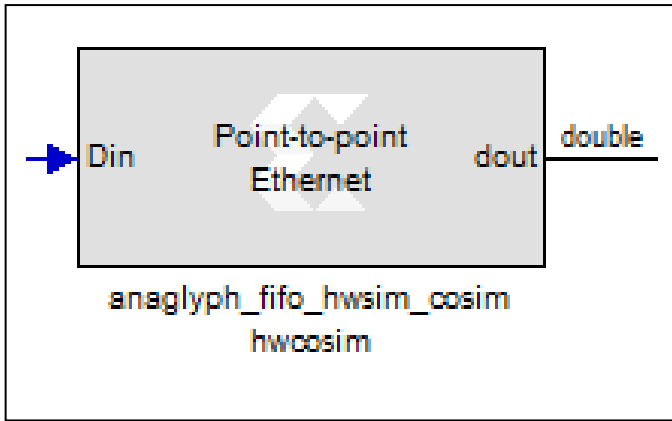 Din
Point-to-point
Ethernet
dout
double
anaglyph_fifo_hwsim_cosim
hwcosim